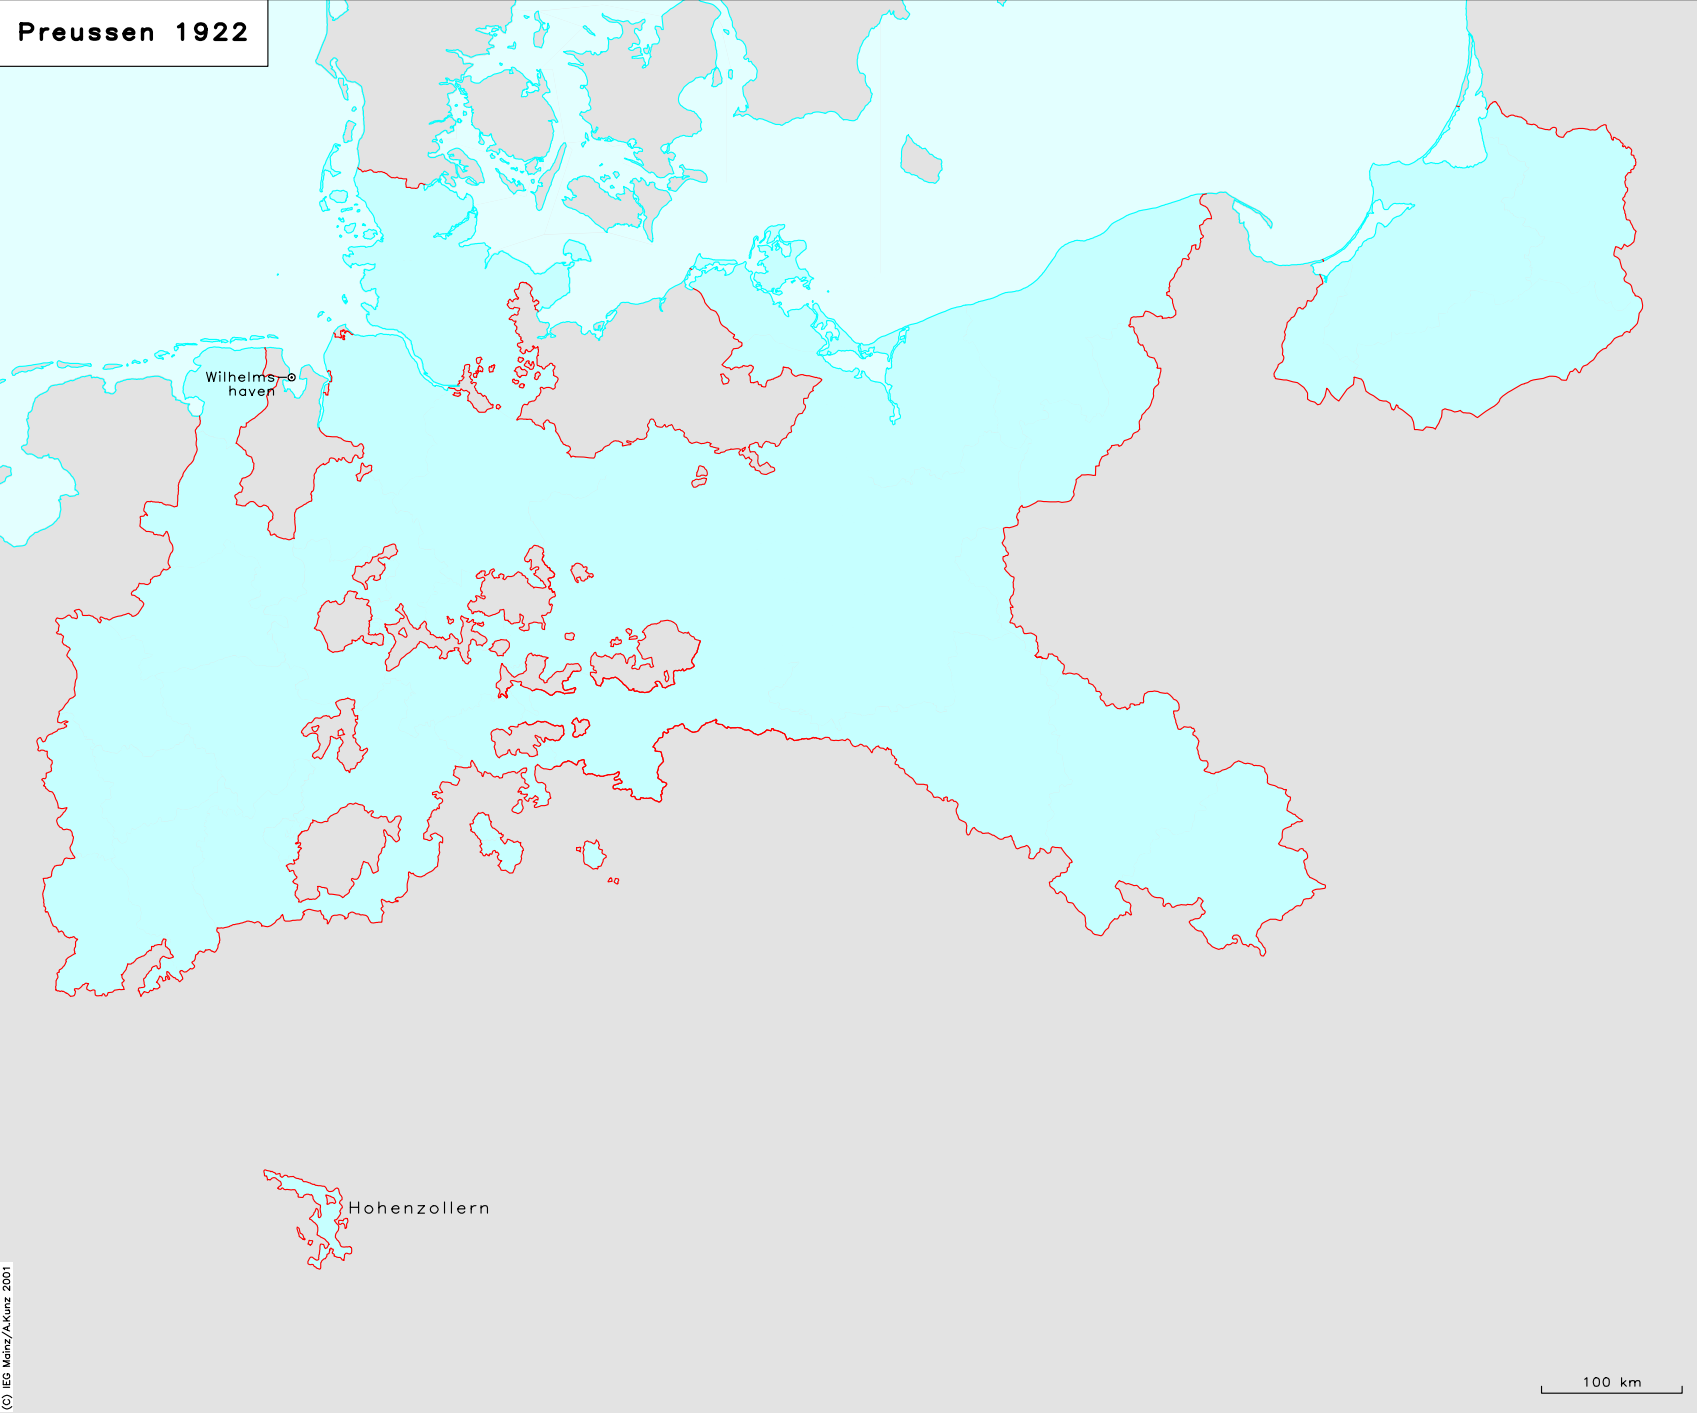 Preussen 1922
Wilhelms
haven
Hohenzollern
100 km
(C) IEG Mainz/A.Kunz 2001